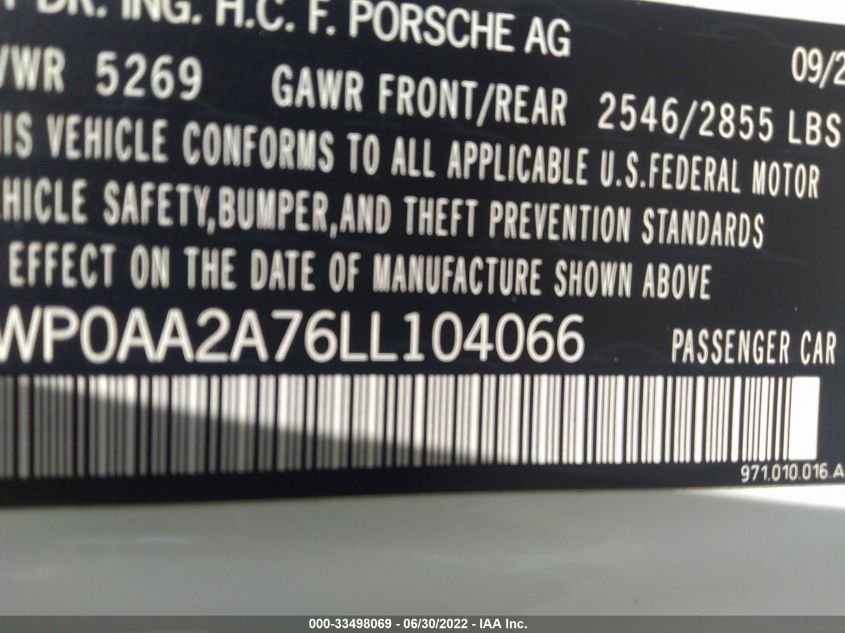 DR. ING. H.C. F. PORSCHE AG
09/2
VWR 5269 GAWR FRONT/REAR 2546/2855 LBS
IS VEHICLE CONFORMS TO ALL APPLICABLE U.S.FEDERAL MOTOR
EHICLE SAFETY,BUMPER,AND THEFT PREVENTION STANDARDS
EFFECT ON THE DATE OF MANUFACTURE SHOWN ABOVE
WP0AA2A76LL104066 PASSENGER CAR
971.010.016.A
000-33498069 - 06/30/2022 - IAA Inc.